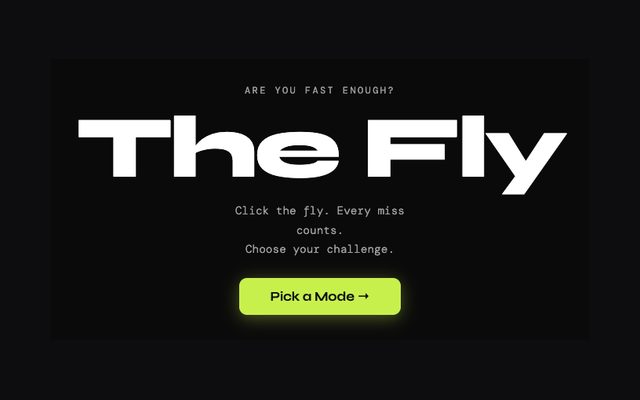 ARE YOU FAST ENOUGH?
The Fly
Click the fly. Every miss
counts.
Choose your challenge.
Pick a Mode →